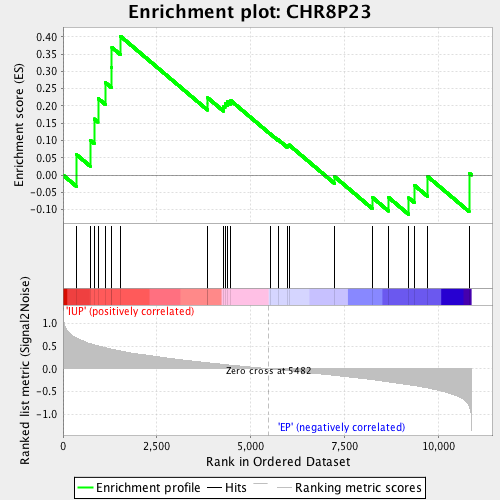 Enrichment plot: CHR8P23
Enrichment score (ES)
0.40
0.35
0.30
0.25
0.20
0.15
0.10
0.05
0.00
-0.05
-0.10
'IUP' (positively correlated)
Ranked list metric (Signal2Noise)
1.0
0.5
0.0
-0.5
-1.0
Zero cross at 5482
'EP' (negatively correlated)
0
2,500
5,000
7,500
10,000
Rank in Ordered Dataset
Enrichment profile
Hits
Ranking metric scores